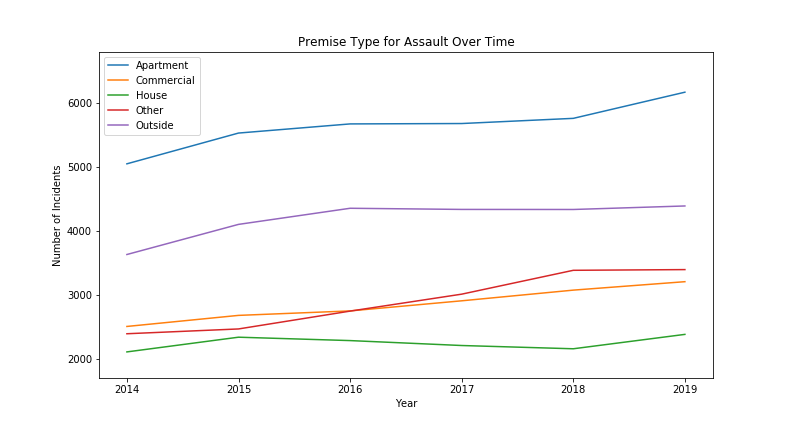 Premise Type for Assault Over Time
Apartment
Commercial
House
Other
Outside
6000
5000
4000
3000
2000
Number of Incidents
2014 2015 2016 2017 2018 2019
Year